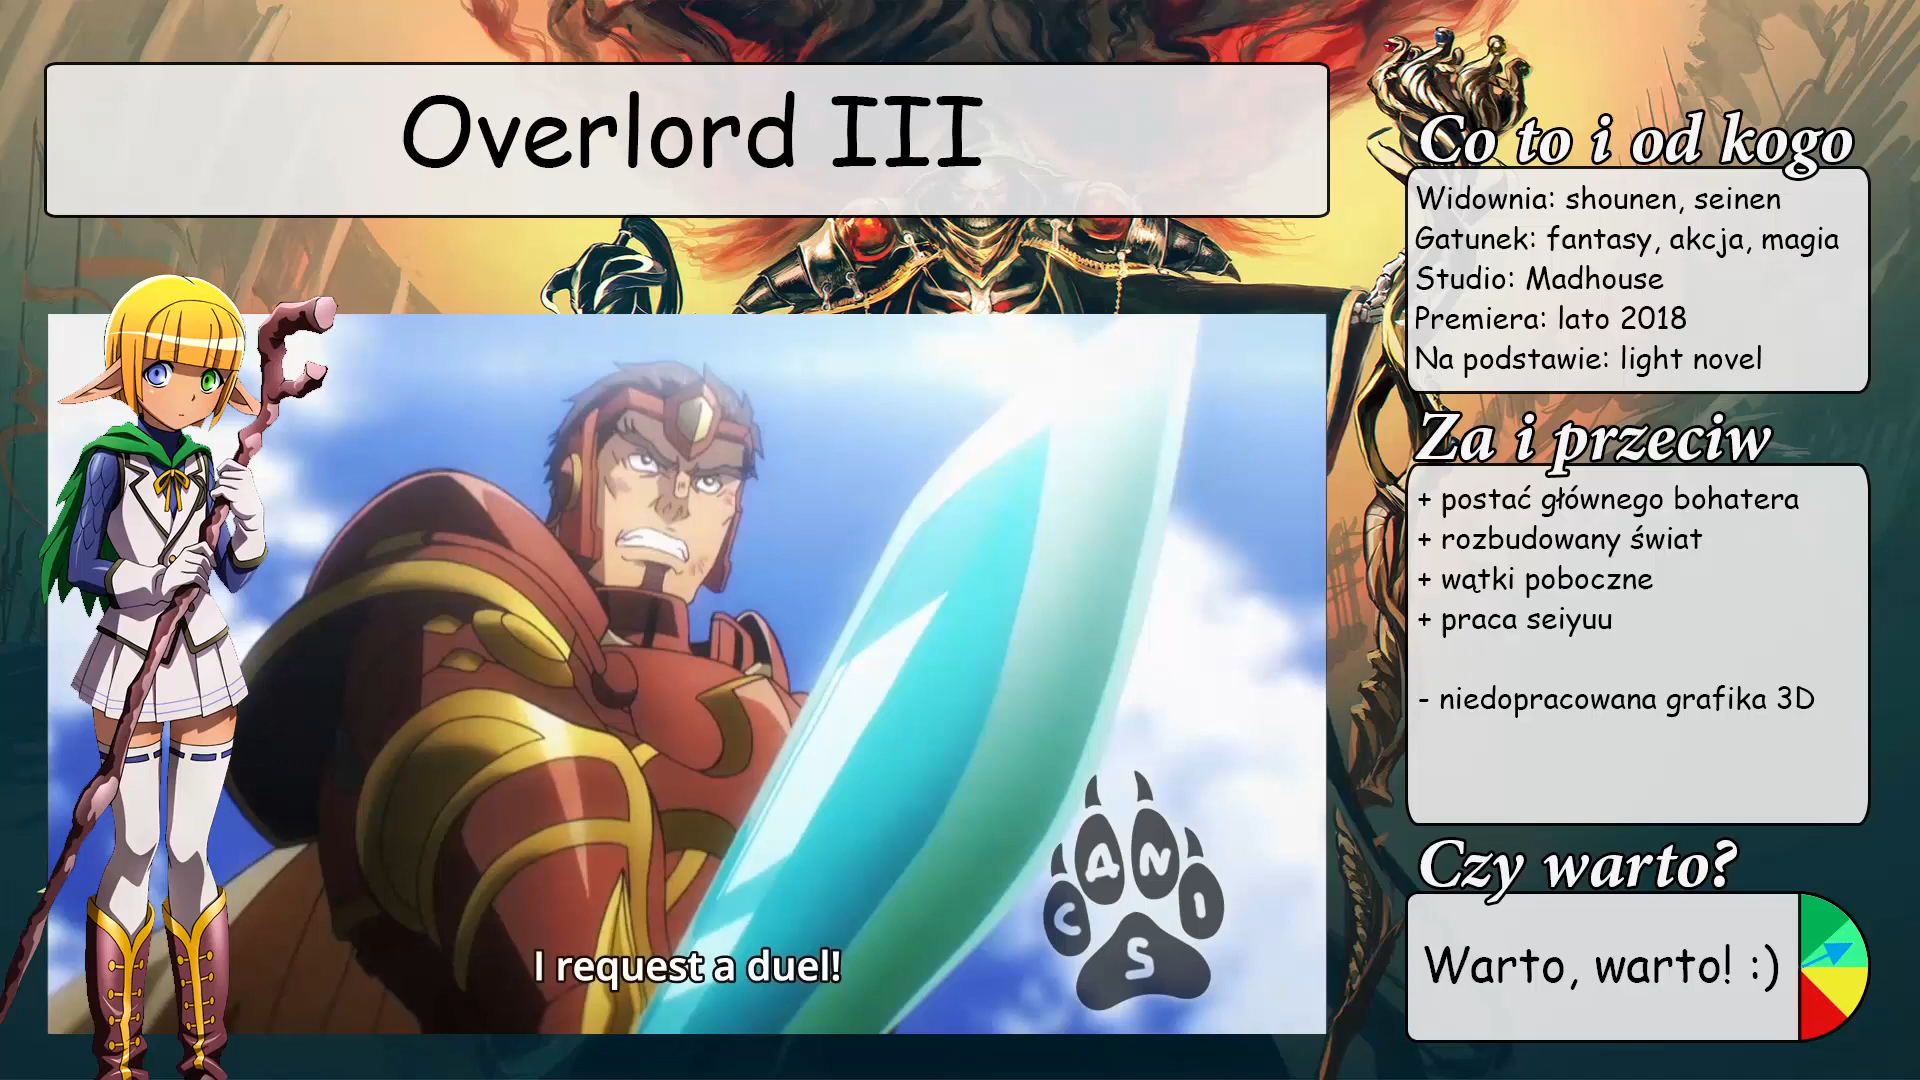 Overlord III
Co to i od kogo
Widownia: shounen, seinen
Gatunek: fantasy, akcja, magia
Studio: Madhouse
Premiera: lato 2018
Na podstawie: light novel
Za i przeciw
+ postać głównego bohatera
+ rozbudowany świat
+ wątki poboczne
+ praca seiyuu
- niedopracowana grafika 3D
Czy warto?
Warto, warto! :)
I request a duel!
CANIS